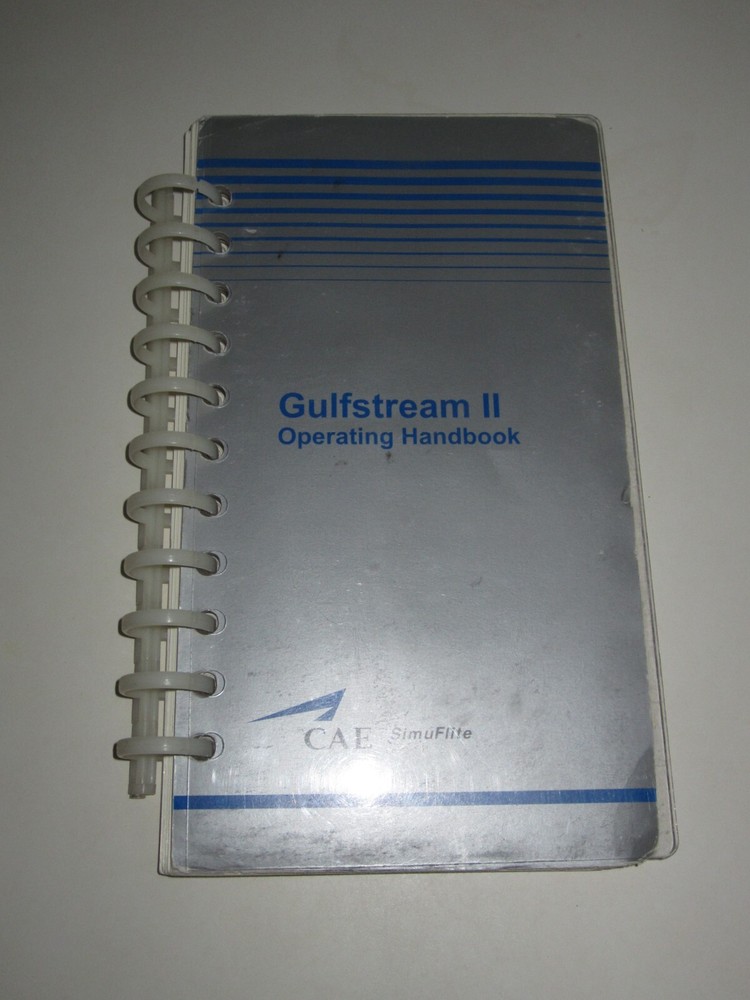 Gulfstream II
Operating Handbook
CAE SimuFlite